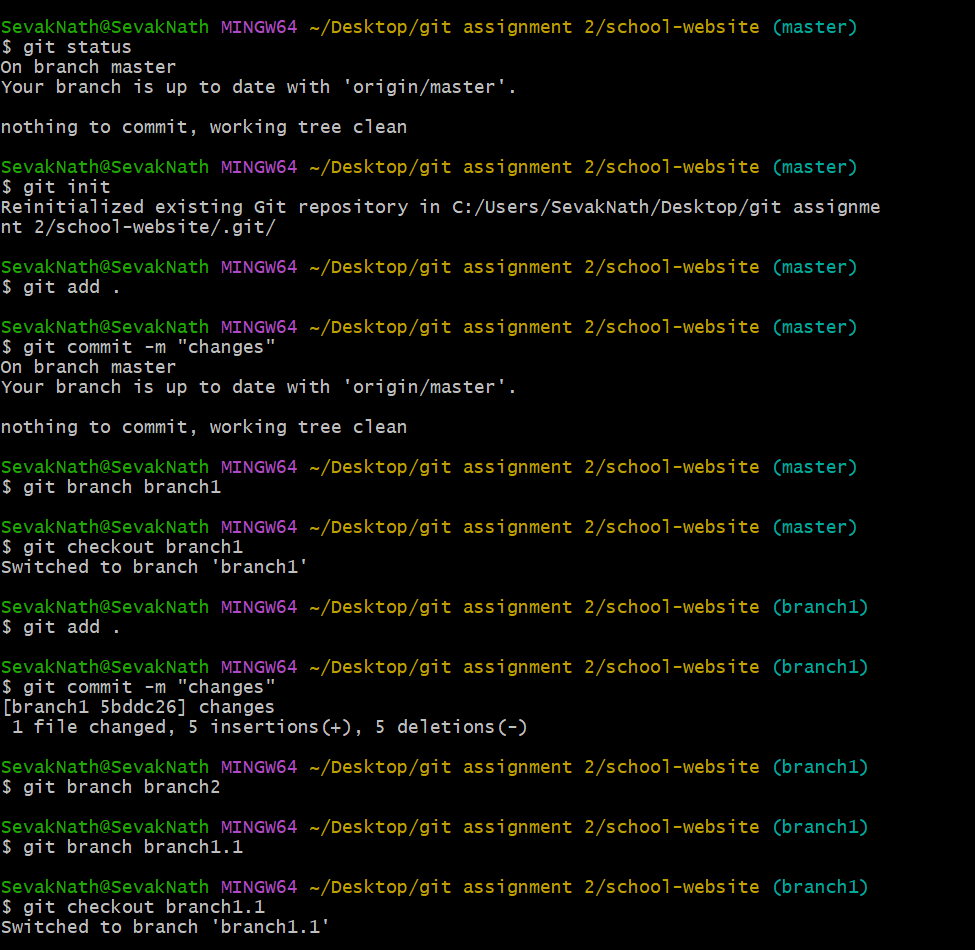 SevakNath@SevakNath MINGW64 ~/Desktop/git assignment 2/school-website (master)
$ git status
On branch master
Your branch is up to date with 'origin/master'.
nothing to commit, working tree clean
SevakNath@SevakNath MINGW64 ~/Desktop/git assignment 2/school-website (master)
$ git init
Reinitialized existing Git repository in C:/Users/SevakNath/Desktop/git assignme
nt 2/school-website/.git/
SevakNath@SevakNath MINGW64 ~/Desktop/git assignment 2/school-website (master)
$ git add .
SevakNath@SevakNath MINGW64 ~/Desktop/git assignment 2/school-website (master)
$ git commit -m "changes"
On branch master
Your branch is up to date with 'origin/master'.
nothing to commit, working tree clean
SevakNath@SevakNath MINGW64 ~/Desktop/git assignment 2/school-website (master)
$ git branch branch1
SevakNath@SevakNath MINGW64 ~/Desktop/git assignment 2/school-website (master)
$ git checkout branch1
Switched to branch 'branch1'
SevakNath@SevakNath MINGW64 ~/Desktop/git assignment 2/school-website (branch1)
$ git add .
SevakNath@SevakNath MINGW64 ~/Desktop/git assignment 2/school-website (branch1)
$ git commit -m "changes"
[branch1 5bddc26] changes
 1 file changed, 5 insertions(+), 5 deletions(-)
SevakNath@SevakNath MINGW64 ~/Desktop/git assignment 2/school-website (branch1)
$ git branch branch2
SevakNath@SevakNath MINGW64 ~/Desktop/git assignment 2/school-website (branch1)
$ git branch branch1.1
SevakNath@SevakNath MINGW64 ~/Desktop/git assignment 2/school-website (branch1)
$ git checkout branch1.1
Switched to branch 'branch1.1'